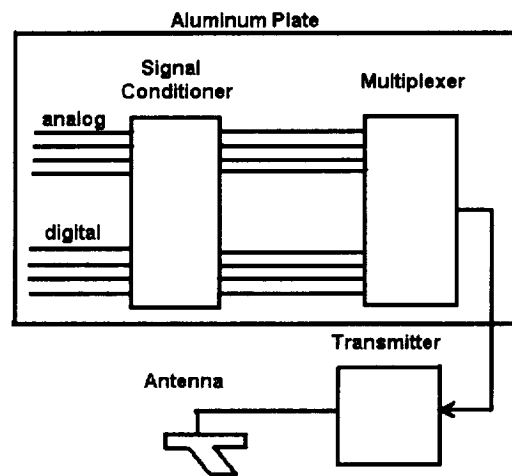 Aluminum Plate
Signal
Conditioner
Multiplexer
analog
digital
Transmitter
Antenna